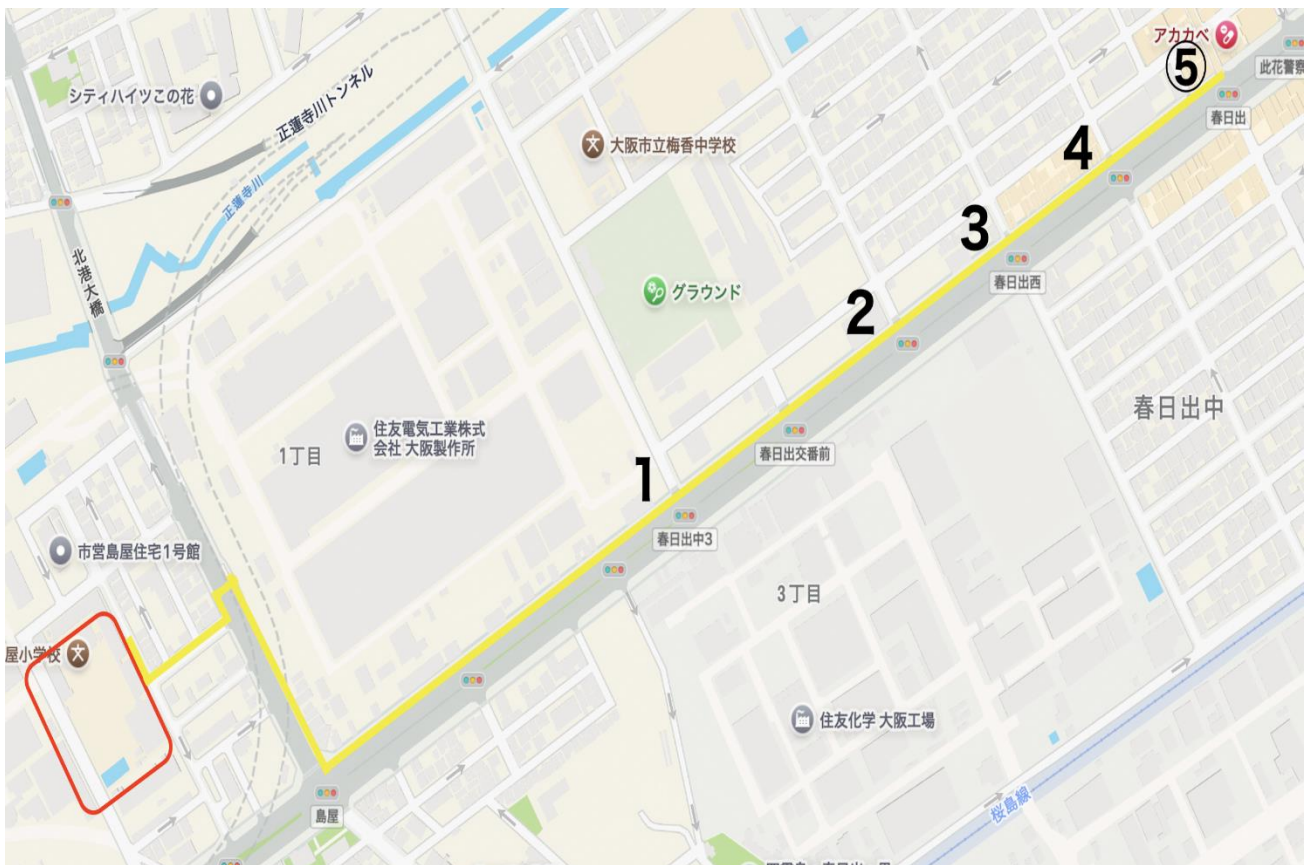 アカカベ
⑤
此花警察
春日出
シティハイツこの花
正蓮寺川トンネル
正蓮寺川
大阪市立梅香中学校
4
3
春日出西
北港大橋
グラウンド
2
春日出中
1丁目
住友電気工業株式
会社 大阪製作所
春日出交番前
1
春日出中3
市営島屋住宅1号館
3丁目
屋小学校
住友化学 大阪工場
島屋
桜島線